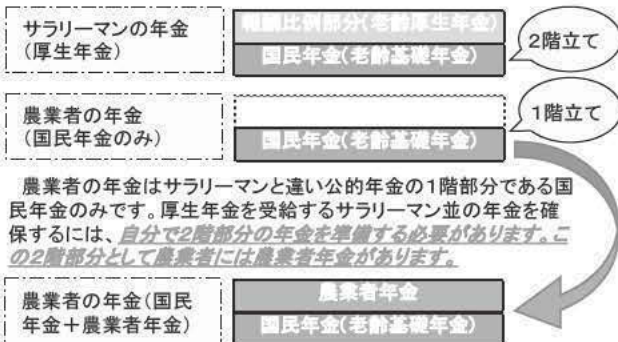 サラリーマンの年金
(厚生年金)
報酬比例部分(老齢厚生年金)
国民年金(老齢基礎年金)
2階立て
農業者の年金
(国民年金のみ)
国民年金(老齢基礎年金)
1階立て
農業者の年金はサラリーマンと違い公的年金の1階部分である国
民年金のみです。厚生年金を受給するサラリーマン並の年金を確
保するには、自分で2階部分の年金を準備する必要があります。こ
の2階部分として農業者には農業者年金があります。
農業者の年金(国民
年金+農業者年金)
農業者年金
国民年金(老齢基礎年金)